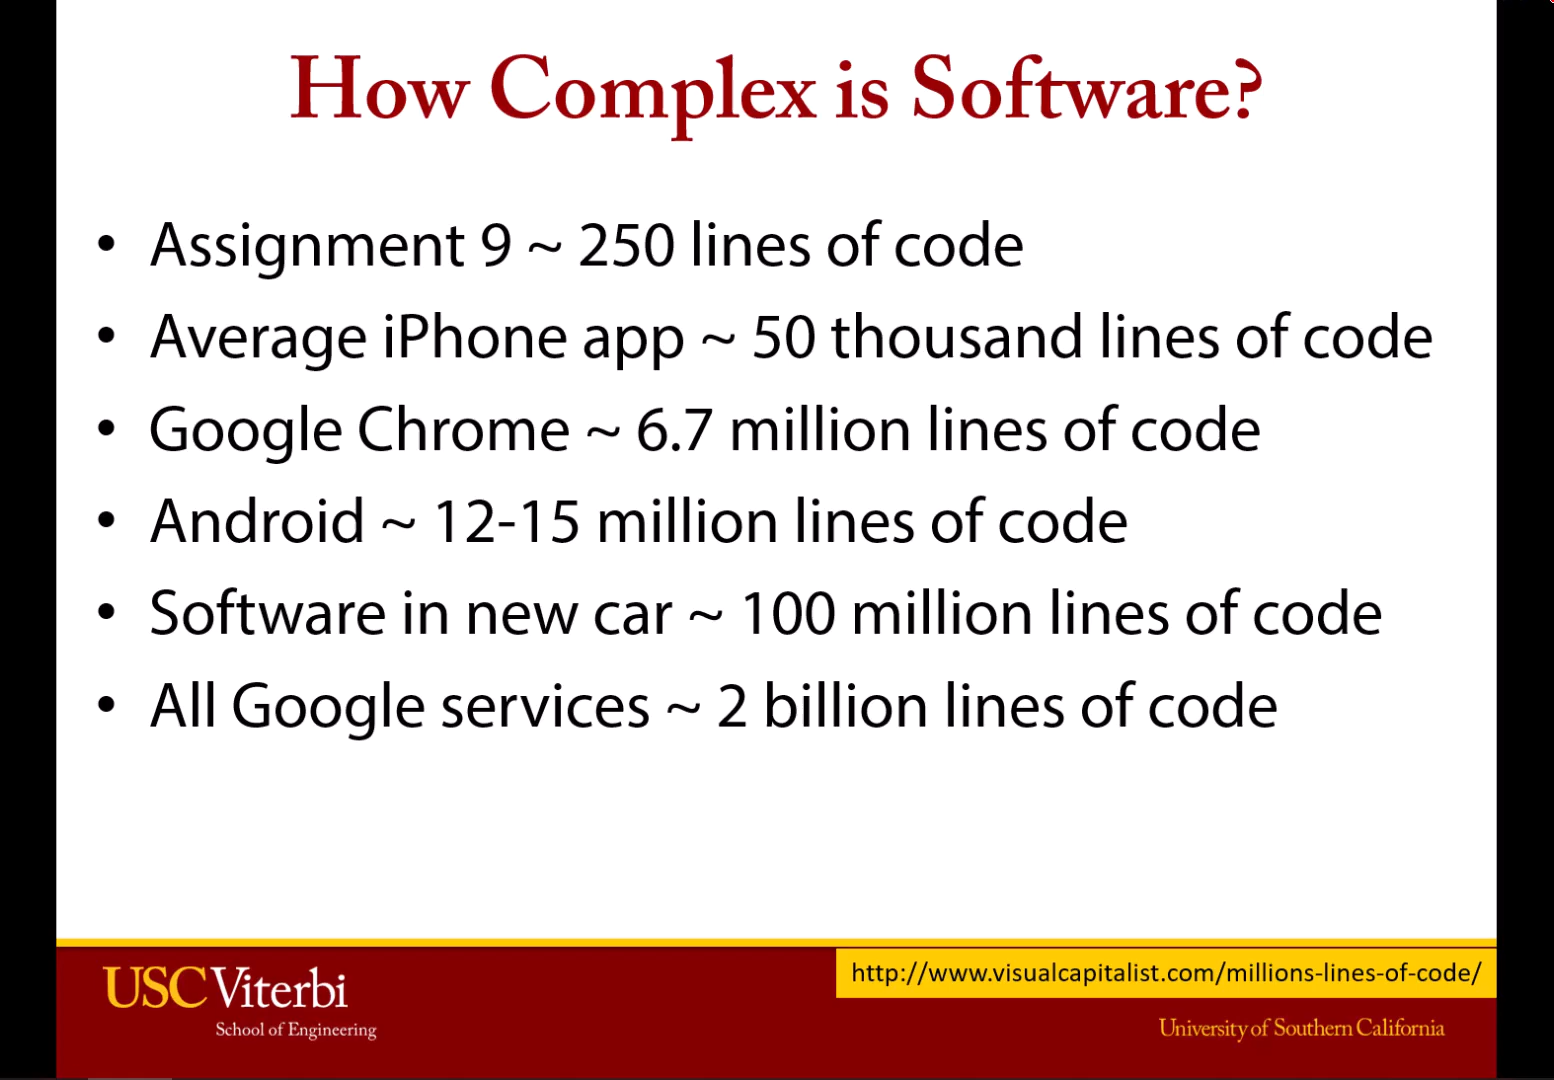 How Complex is Software?
• Assignment 9 ~ 250 lines of code
• Average iPhone app ~ 50 thousand lines of code
• Google Chrome ~ 6.7 million lines of code
• Android ~ 12-15 million lines of code
• Software in new car ~ 100 million lines of code
• All Google services ~ 2 billion lines of code
http://www.visualcapitalist.com/millions-lines-of-code/
USC Viterbi
School of Engineering
University of Southern California